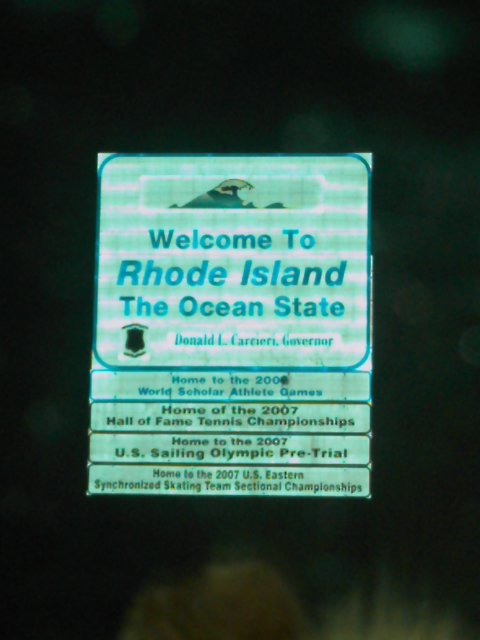 Welcome To
Rhode Island
The Ocean State
Donald L. Carcieri, Governor
Home to the 2006
World Scholar Athlete Games
Home of the 2007
Hall of Fame Tennis Championships
Home to the 2007
U.S. Sailing Olympic Pre-Trial
Home to the 2007 U.S. Eastern
Synchronized Skating Team Sectional Championships